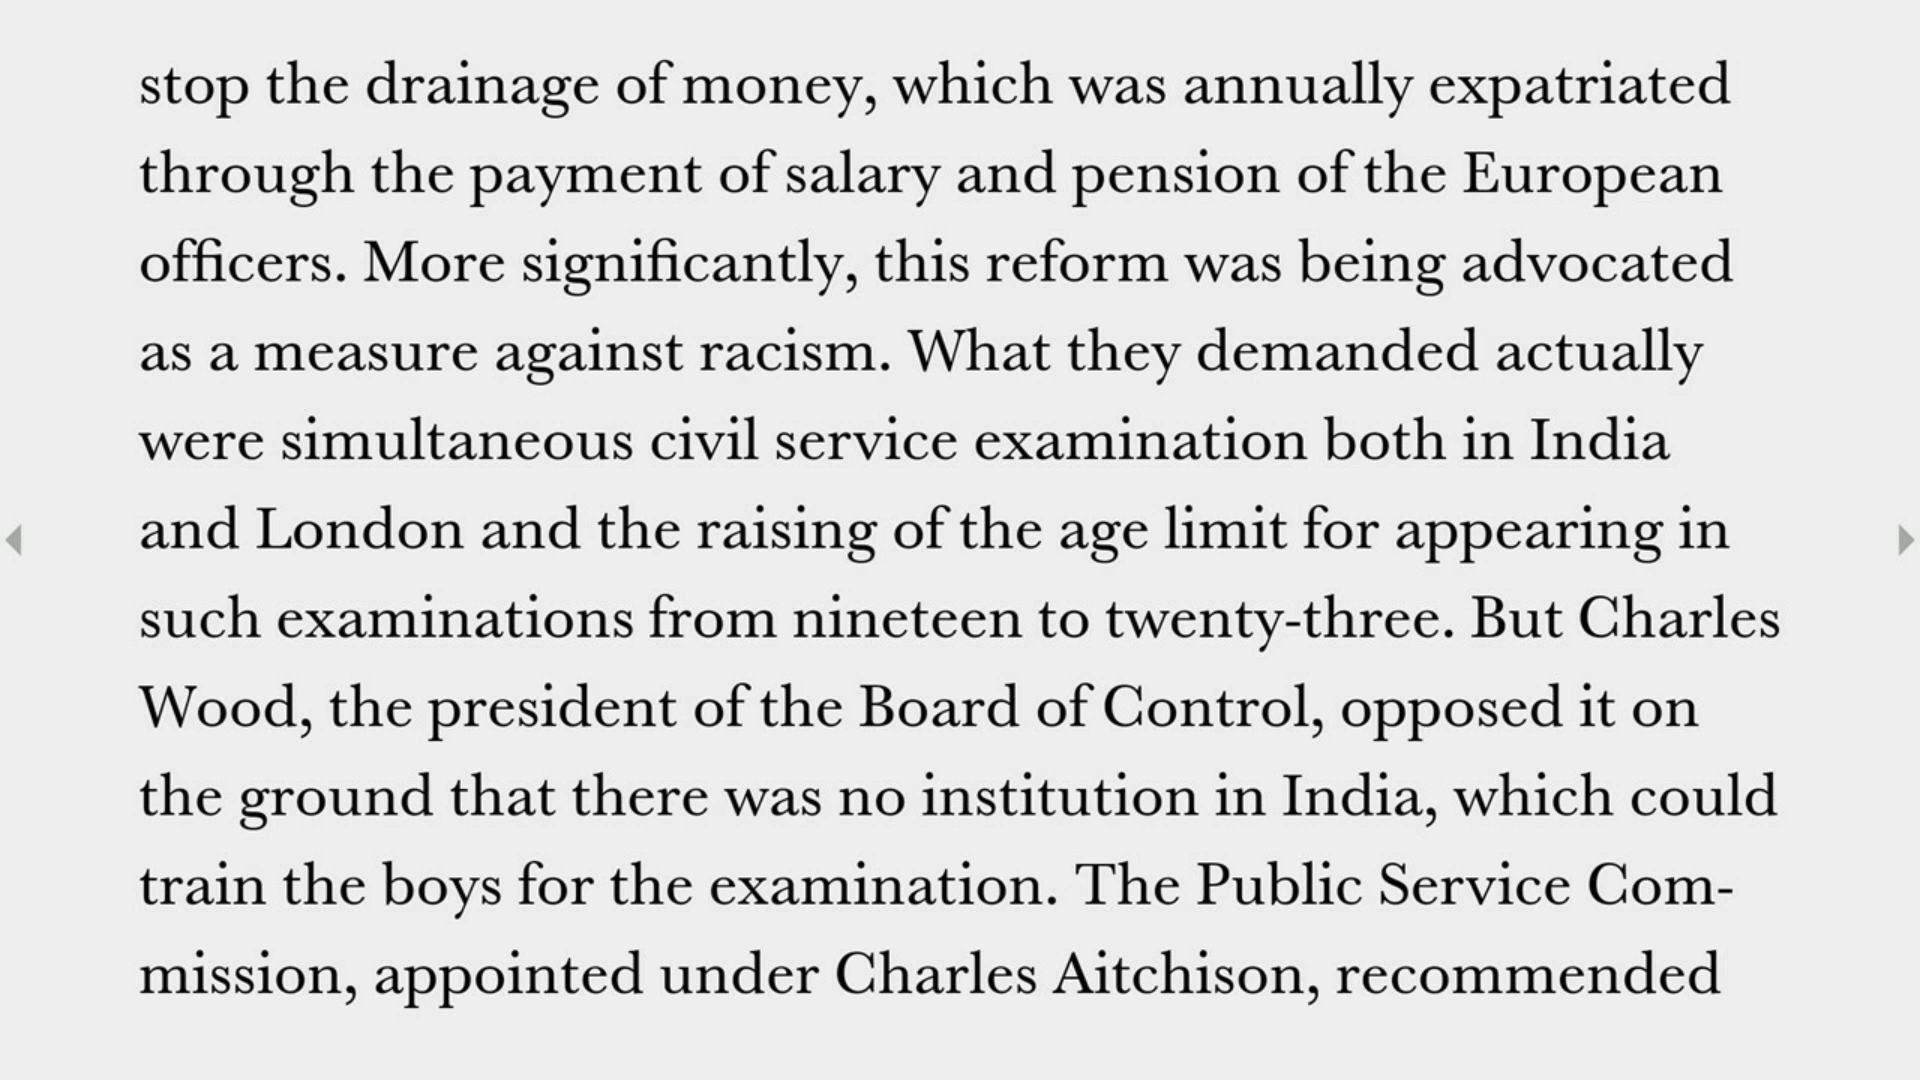 stop the drainage of money, which was annually expatriated
through the payment of salary and pension of the European
officers. More significantly, this reform was being advocated
as a measure against racism. What they demanded actually
were simultaneous civil service examination both in India
and London and the raising of the age limit for appearing in
such examinations from nineteen to twenty-three. But Charles
Wood, the president of the Board of Control, opposed it on
the ground that there was no institution in India, which could
train the boys for the examination. The Public Service Com-
mission, appointed under Charles Aitchison, recommended